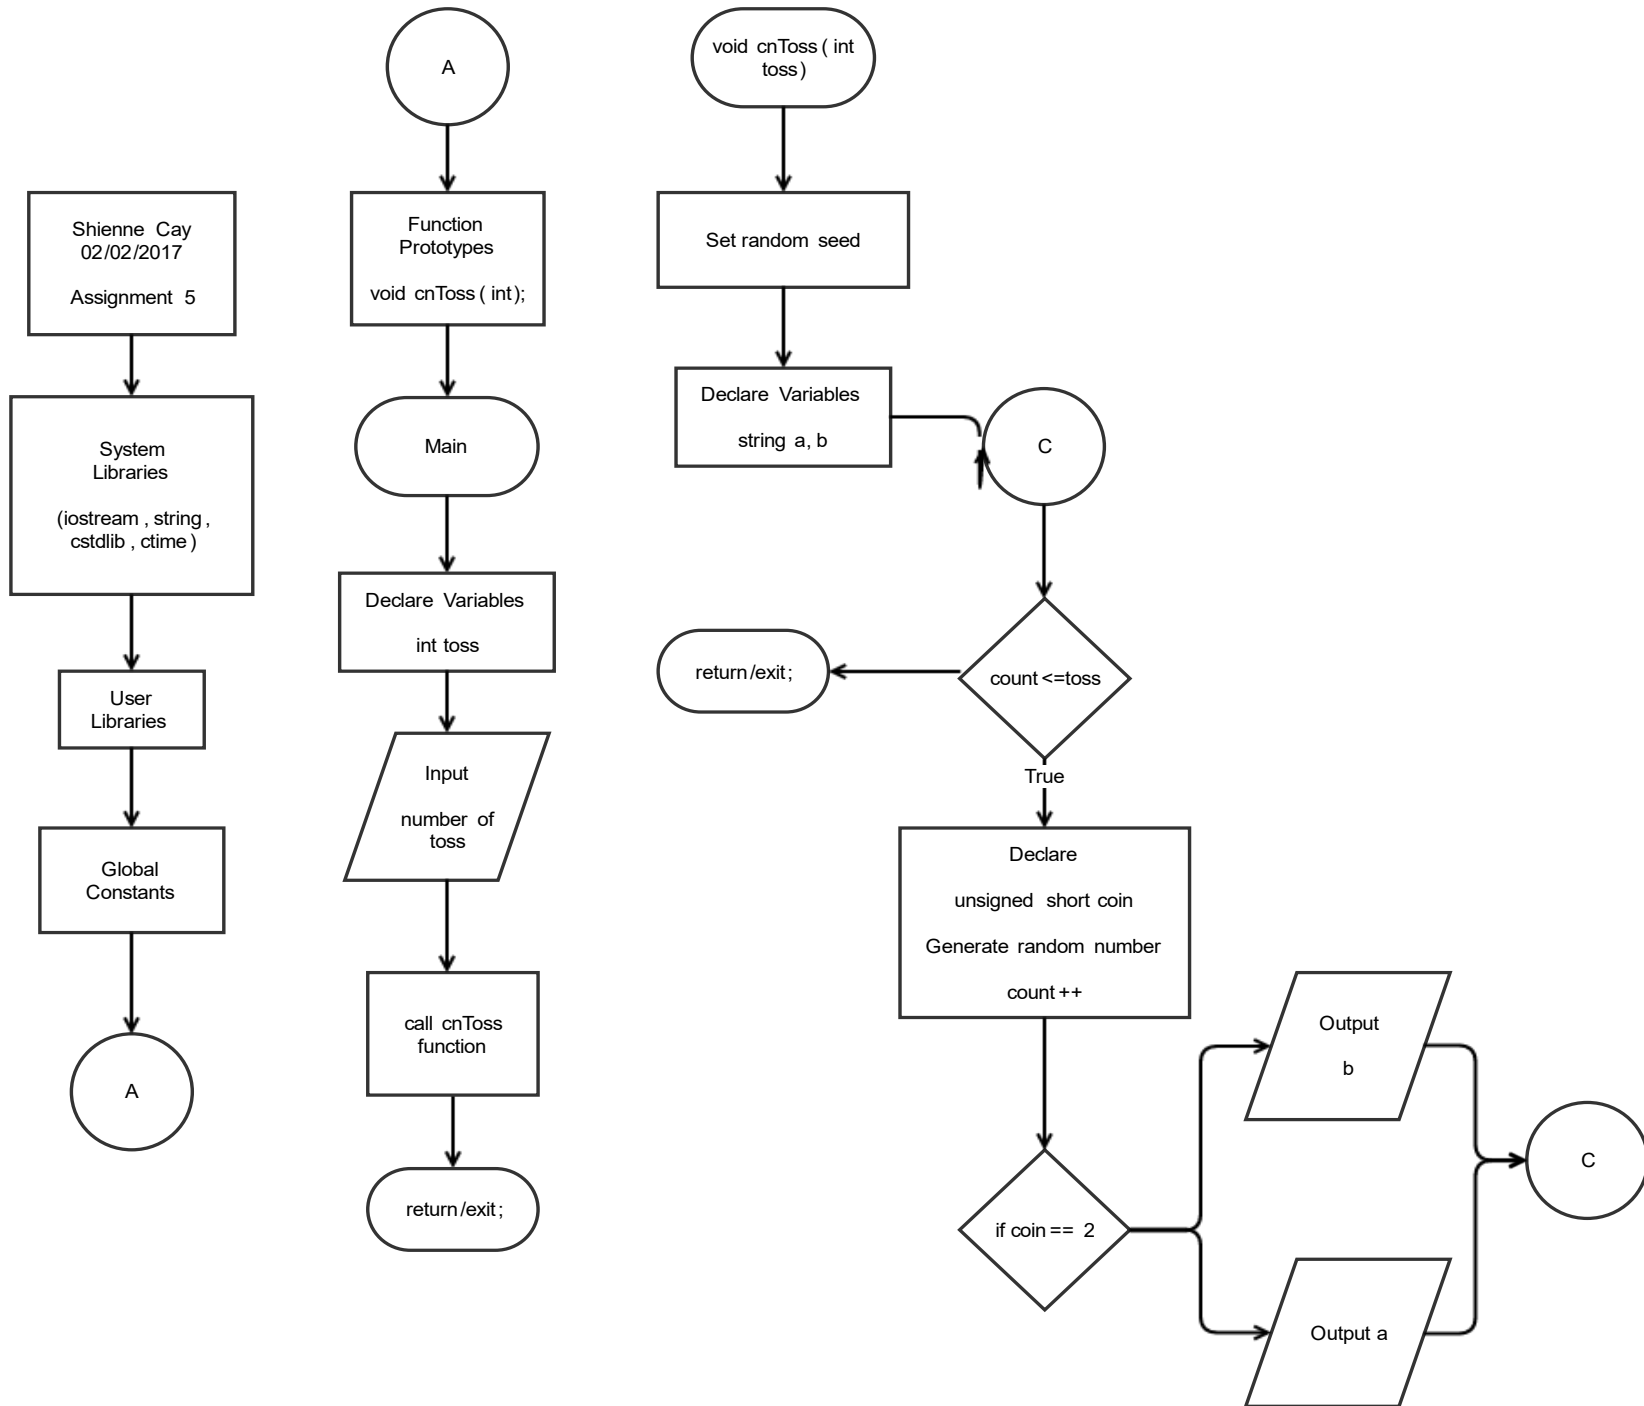 Shienne Cay
02/02/2017
Assignment 5
System
Libraries
(iostream, string,
cstdlib, ctime)
User
Libraries
Global
Constants
A
A
Function
Prototypes
void cnToss(int);
Main
Declare Variables
int toss
Input
number of
toss
call cnToss
function
return/exit;
void cnToss(int
toss)
Set random seed
Declare Variables
string a, b
C
count<=toss
return/exit;
True
Declare
unsigned short coin
Generate random number
count++
if coin == 2
Output
b
Output a
C